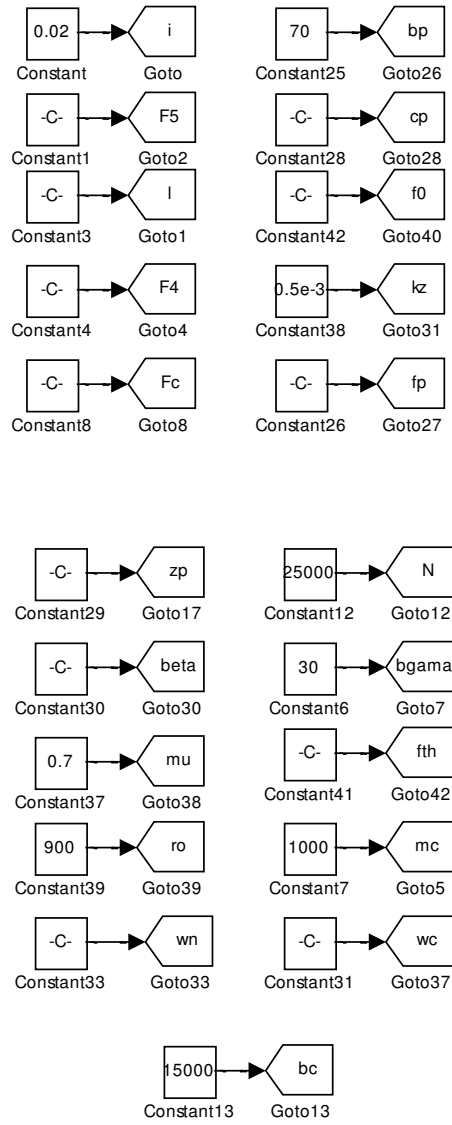 0.02 i 70 bp
Constant Goto Constant25 Goto26
-C- F5 -C- cp
Constant1 Goto2 Constant28 Goto28
-C- l -C- f0
Constant3 Goto1 Constant42 Goto40
-C- F4 0.5e-3 kz
Constant4 Goto4 Constant38 Goto31
-C- Fc -C- fp
Constant8 Goto8 Constant26 Goto27
-C- zp 25000 N
Constant29 Goto17 Constant12 Goto12
-C- beta 30 bgama
Constant30 Goto30 Constant6 Goto7
0.7 mu -C- fth
Constant37 Goto38 Constant41 Goto42
900 ro 1000 mc
Constant39 Goto39 Constant7 Goto5
-C- wn -C- wc
Constant33 Goto33 Constant31 Goto37
15000 bc
Constant13 Goto13